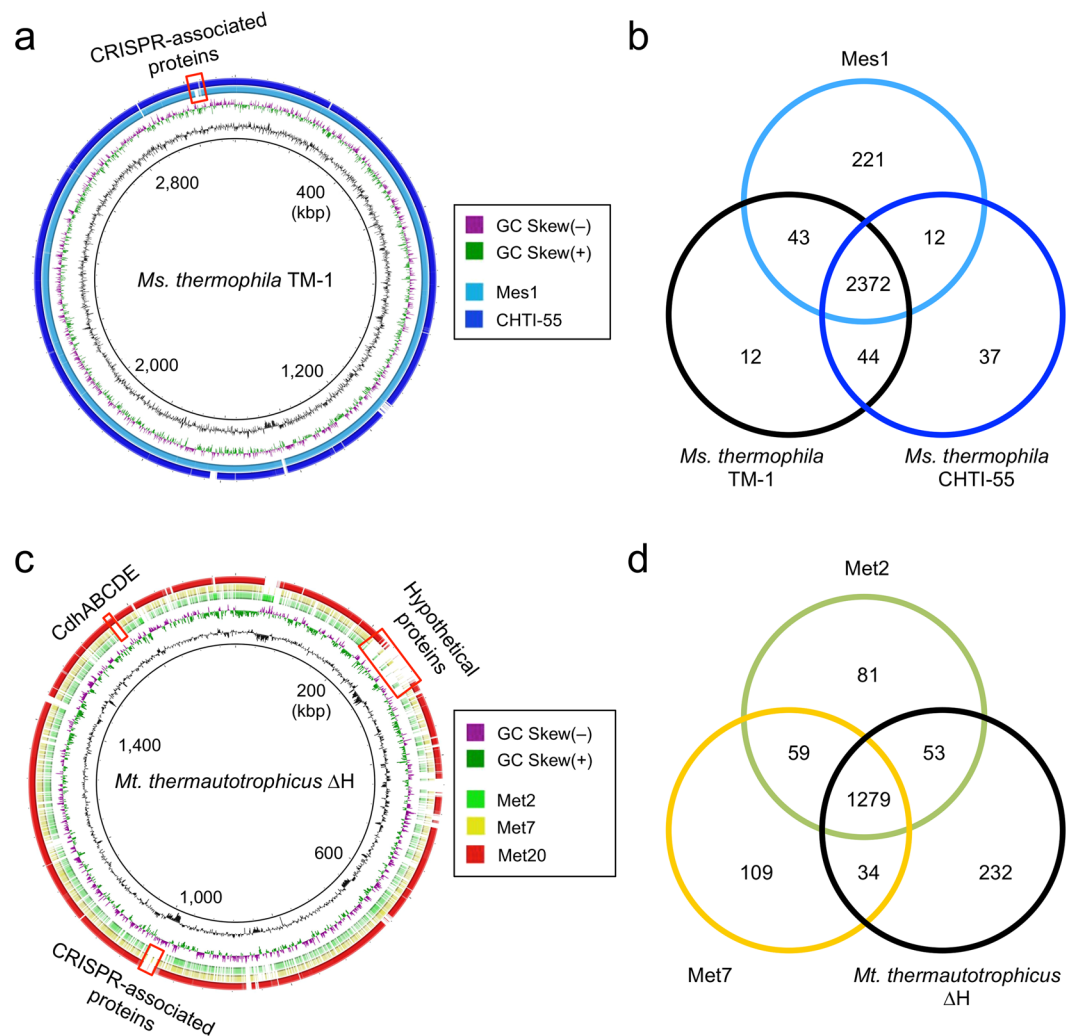 a
CRISPR-associated
proteins
2,800
400
(kbp)
Ms. thermophila TM-1
2,000
1,200
GC Skew(–)
GC Skew(+)
Mes1
CHTI-55
b
Mes1
221
43
12
2372
12
44
37
Ms. thermophila
TM-1
Ms. thermophila
CHTI-55
c
CdhABCDE
Hypothetical
proteins
200
(kbp)
1,400
Mt. thermautotrophicus ΔH
600
1,000
CRISPR-associated
proteins
GC Skew(–)
GC Skew(+)
Met2
Met7
Met20
d
Met2
81
59
53
1279
109
34
232
Met7
Mt. thermautotrophicus
ΔH